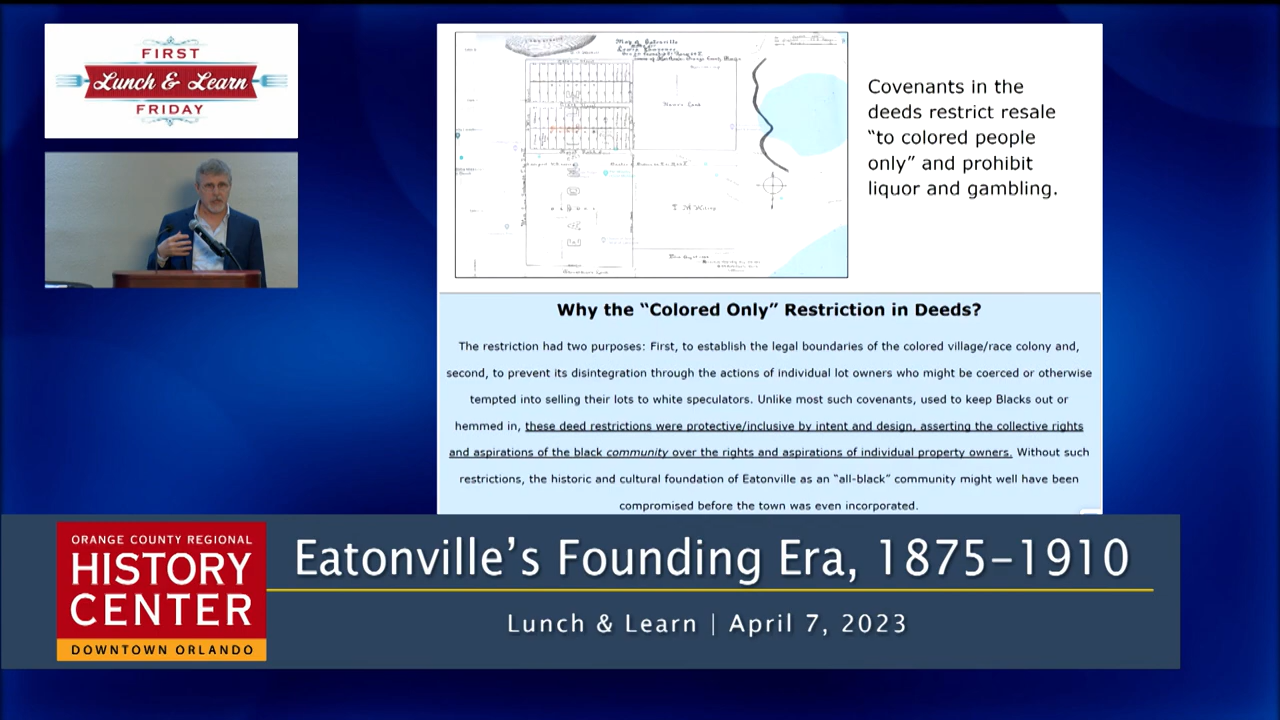 FIRST
Lunch & Learn
FRIDAY
Map of Eatonville
Covenants in the
deeds restrict resale
“to colored people
only” and prohibit
liquor and gambling.
Why the “Colored Only” Restriction in Deeds?
The restriction had two purposes: First, to establish the legal boundaries of the colored village/race colony and,
second, to prevent its disintegration through the actions of individual lot owners who might be coerced or otherwise
tempted into selling their lots to white speculators. Unlike most such covenants, used to keep Blacks out or
hemmed in, these deed restrictions were protective/inclusive by intent and design, asserting the collective rights
and aspirations of the black community over the rights and aspirations of individual property owners. Without such
restrictions, the historic and cultural foundation of Eatonville as an “all-black” community might well have been
compromised before the town was even incorporated.
ORANGE COUNTY REGIONAL
HISTORY
CENTER
DOWNTOWN ORLANDO
Eatonville’s Founding Era, 1875–1910
Lunch & Learn | April 7, 2023